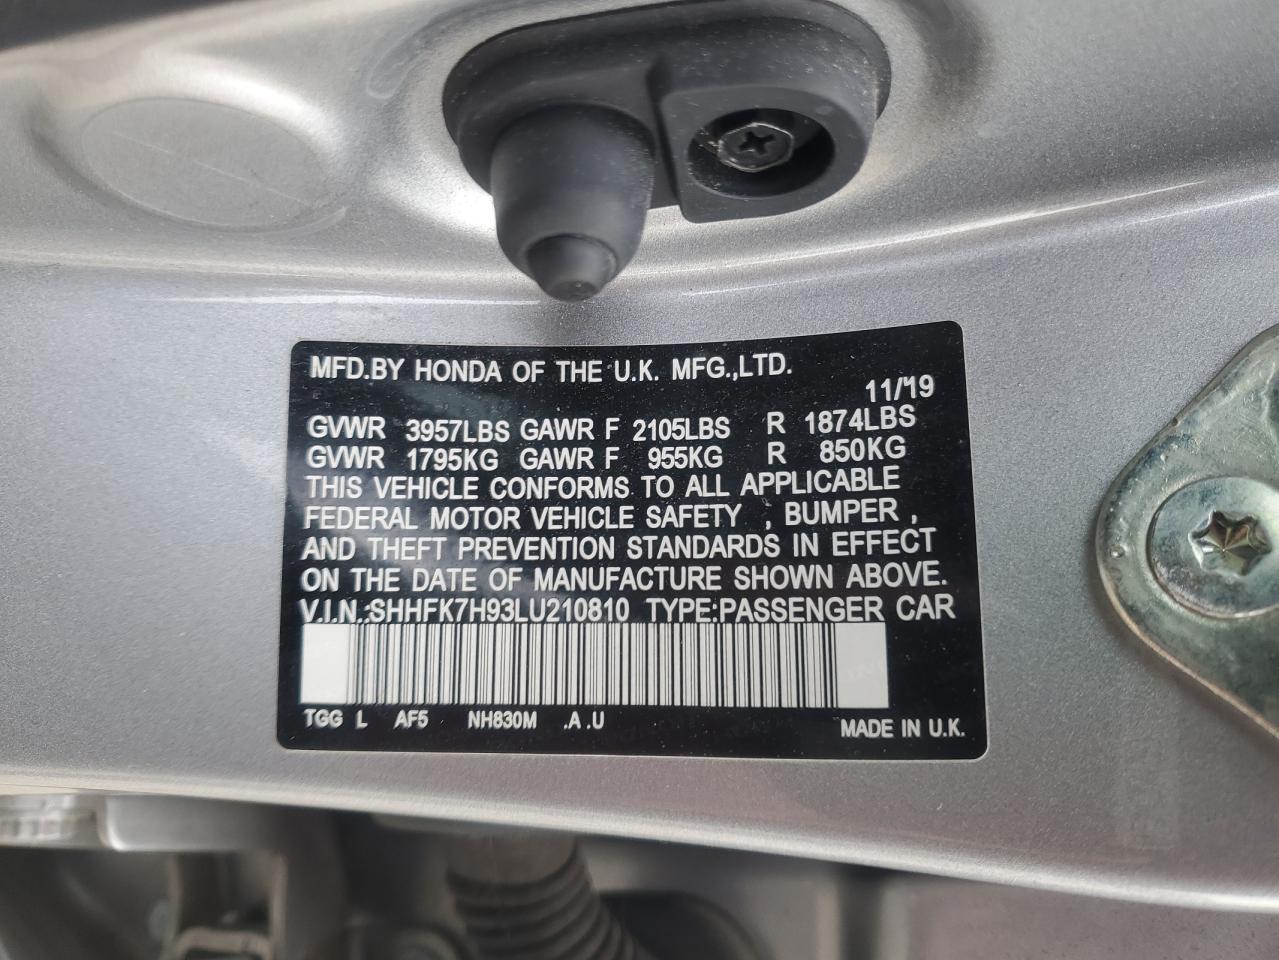 MFD.BY HONDA OF THE U.K. MFG.,LTD.
11/19
GVWR 3957LBS GAWR F 2105LBS R 1874LBS
GVWR 1795KG GAWR F 955KG R 850KG
THIS VEHICLE CONFORMS TO ALL APPLICABLE
FEDERAL MOTOR VEHICLE SAFETY , BUMPER ,
AND THEFT PREVENTION STANDARDS IN EFFECT
ON THE DATE OF MANUFACTURE SHOWN ABOVE.
V.I.N.:SHHFK7H93LU210810 TYPE:PASSENGER CAR
TGG L AF5 NH830M .A .U MADE IN U.K.